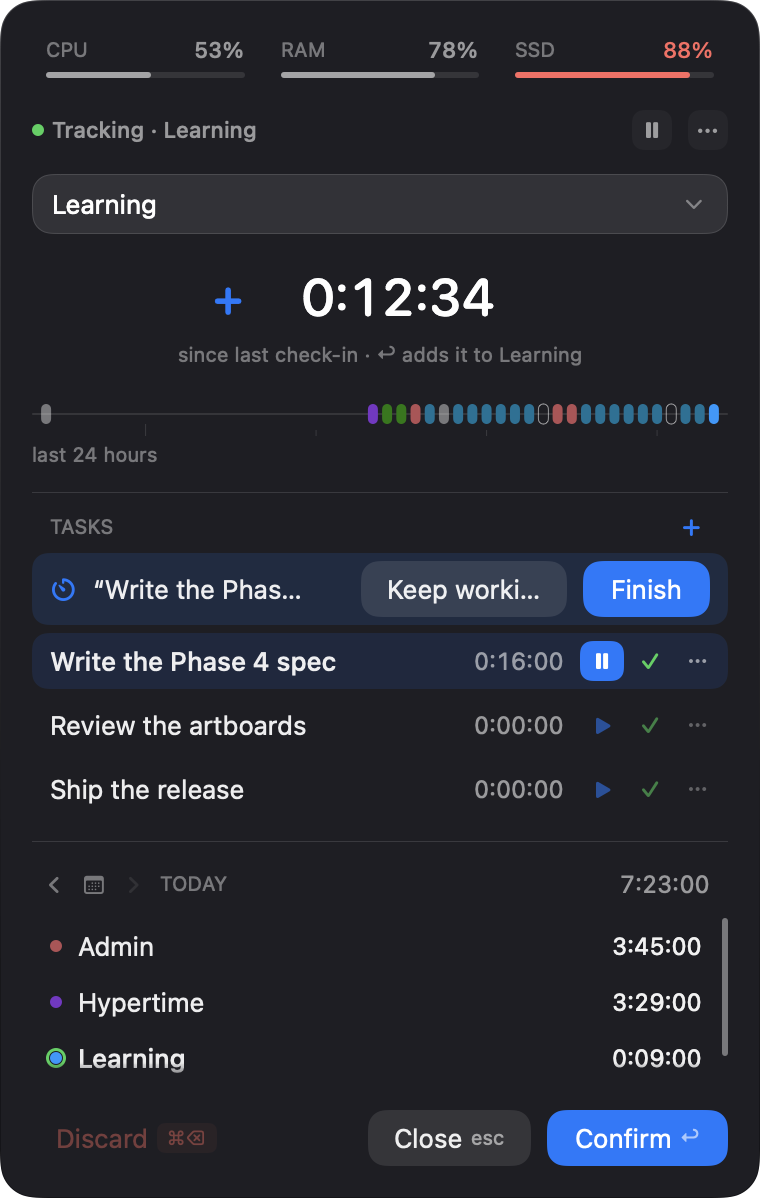 CPU 53% RAM 78% SSD 88%
Tracking · Learning
Learning
+ 0:12:34
since last check-in · ↩ adds it to Learning
last 24 hours
TASKS +
“Write the Phas... Keep worki... Finish
Write the Phase 4 spec 0:16:00
Review the artboards 0:00:00
Ship the release 0:00:00
TODAY 7:23:00
Admin 3:45:00
Hypertime 3:29:00
Learning 0:09:00
Discard ⌘⌫ Close esc Confirm ↩